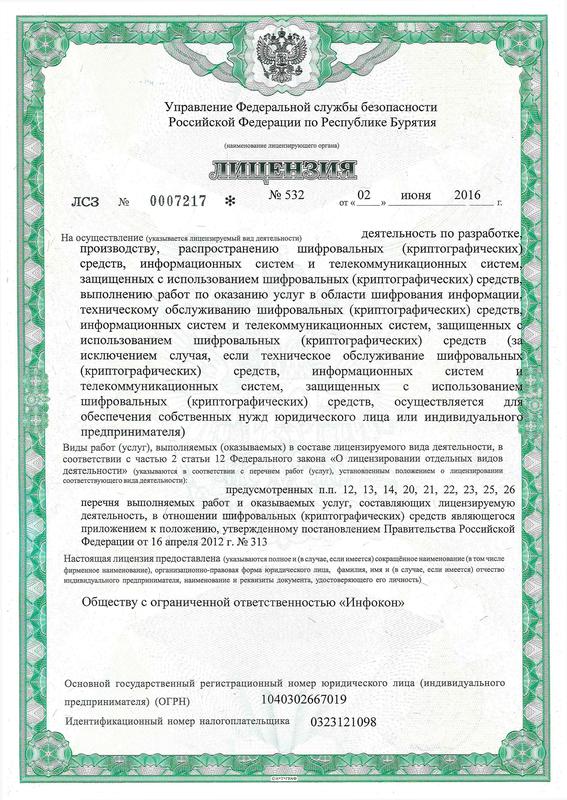 Управление Федеральной службы безопасности
Российской Федерации по Республике Бурятия
(наименование лицензирующего органа)
ЛИЦЕНЗИЯ
ЛСЗ № 0007217 * № 532 от « 02 » июня 2016 г.
На осуществление (указывается лицензируемый вид деятельности) деятельность по разработке,
производству, распространению шифровальных (криптографических)
средств, информационных систем и телекоммуникационных систем,
защищенных с использованием шифровальных (криптографических) средств,
выполнению работ по оказанию услуг в области шифрования информации,
техническому обслуживанию шифровальных (криптографических) средств,
информационных систем и телекоммуникационных систем, защищенных с
использованием шифровальных (криптографических) средств (за
исключением случая, если техническое обслуживание шифровальных
(криптографических) средств, информационных систем и
телекоммуникационных систем, защищенных с использованием
шифровальных (криптографических) средств, осуществляется для
обеспечения собственных нужд юридического лица или индивидуального
предпринимателя)
Виды работ (услуг), выполняемых (оказываемых) в составе лицензируемого вида деятельности, в
соответствии с частью 2 статьи 12 Федерального закона «О лицензировании отдельных видов
деятельности» (указываются в соответствии с перечнем работ (услуг), установленным положением о лицензировании
соответствующего вида деятельности):
предусмотренных п.п. 12, 13, 14, 20, 21, 22, 23, 25, 26
перечня выполняемых работ и оказываемых услуг, составляющих лицензируемую
деятельность, в отношении шифровальных (криптографических) средств являющегося
приложением к положению, утвержденному постановлением Правительства Российской
Федерации от 16 апреля 2012 г. № 313
Настоящая лицензия предоставлена (указываются полное и (в случае, если имеется) сокращённое наименование (в том числе
фирменное наименование), организационно-правовая форма юридического лица, фамилия, имя и (в случае, если имеется) отчество
индивидуального предпринимателя, наименование и реквизиты документа, удостоверяющего его личность)
Обществу с ограниченной ответственностью «Инфокон»
Основной государственный регистрационный номер юридического лица (индивидуального
предпринимателя) (ОГРН) 1040302667019
Идентификационный номер налогоплательщика 0323121098